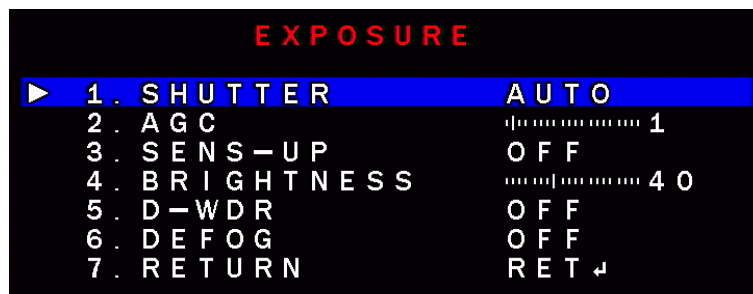 EXPOSURE
1. SHUTTER AUTO
2. AGC 1
3. SENS-UP OFF
4. BRIGHTNESS 40
5. D-WDR OFF
6. DEFOG OFF
7. RETURN RET↲